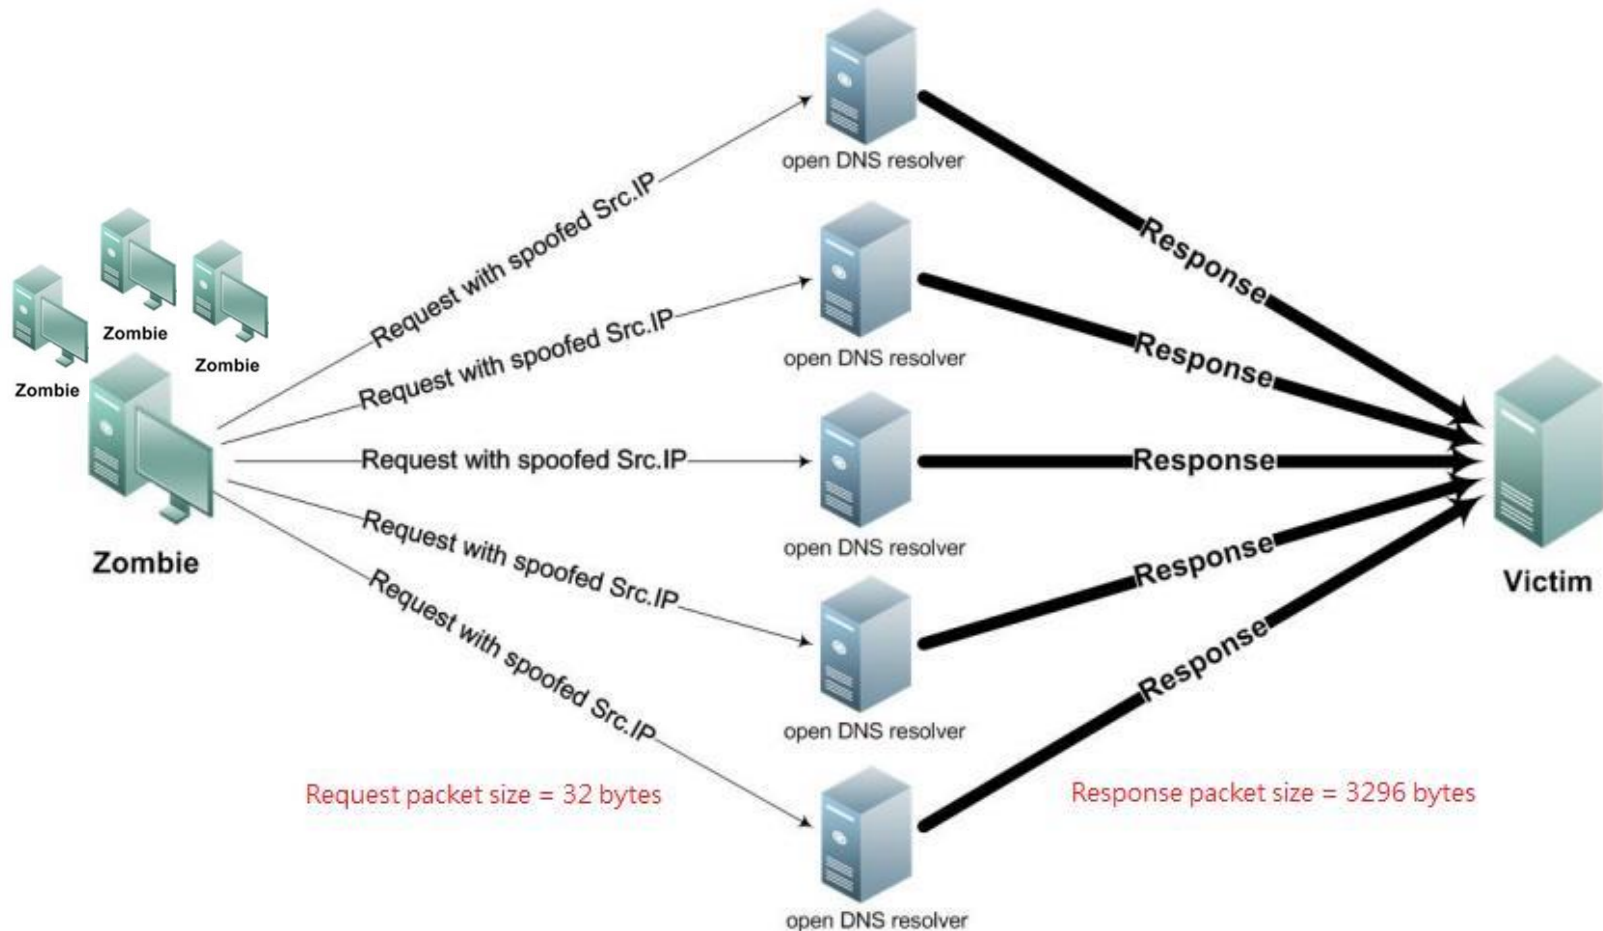 open DNS resolver
Request with spoofed Src.IP
Response
Zombie
Zombie
Zombie
Request with spoofed Src.IP
open DNS resolver
Response
Request with spoofed Src.IP
Response
open DNS resolver
Zombie
Request with spoofed Src.IP
Response
Victim
open DNS resolver
Request with spoofed Src.IP
Response
Request packet size = 32 bytes
Response packet size = 3296 bytes
open DNS resolver